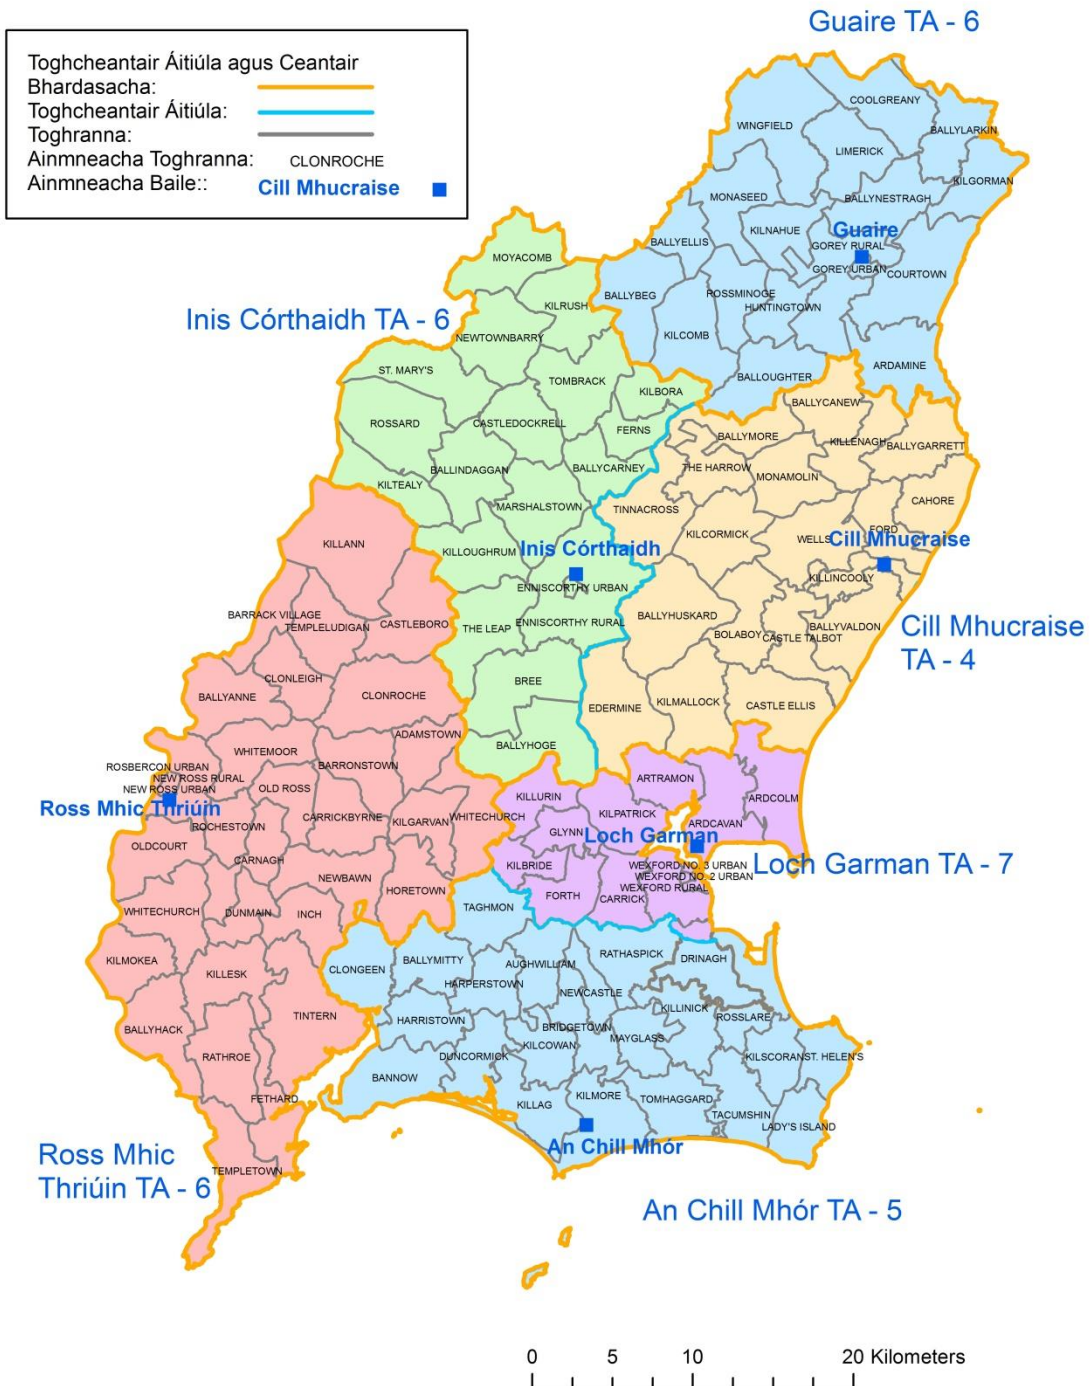 Guaire TA - 6
Toghcheantair Áitiúla agus Ceantair
Bhardasacha:
Toghcheantair Áitiúla:
Toghranna:
Ainmneacha Toghranna: CLONROCHE
Ainmneacha Baile:: Cill Mhucraise
COOLGREANY
WINGFIELD
BALLYLARKIN
LIMERICK
KILGORMAN
MONASEED
BALLYNESTRAGH
KILNAHUE
Guaire
BALLYELLIS
GOREY RURAL
GOREY URBAN
COURTOWN
BALLYBEG
ROSSMINOGE
HUNTINGTOWN
KILCOMB
ARDAMINE
BALLOUGHTER
Inis Córthaidh TA - 6
MOYACOMB
KILRUSH
NEWTOWNBARRY
ST. MARY'S
TOMBRACK
KILBORA
ROSSARD
CASTLEDOCKRELL
FERNS
BALLINDAGGAN
BALLYCARNEY
KILTEALY
MARSHALSTOWN
KILLOUGHRUM
Inis Córthaidh
ENNISCORTHY URBAN
THE LEAP
ENNISCORTHY RURAL
BREE
BALLYHOGE
BALLYCANEW
BALLYMORE
KILLENAGH
BALLYGARRETT
THE HARROW
MONAMOLIN
CAHORE
TINNACROSS
KILCORMICK
FORD
WELLS
Cill Mhucraise
KILLINCOOLY
BALLYHUSKARD
BALLYVALDON
BOLABOY
CASTLE TALBOT
Cill Mhucraise
TA - 4
EDERMINE
KILMALLOCK
CASTLE ELLIS
KILLANN
BARRACK VILLAGE
TEMPLELUDIGAN
CASTLEBORO
CLONLEIGH
BALLYANNE
CLONROCHE
ADAMSTOWN
WHITEMOOR
ROSBERCON URBAN
BARRONSTOWN
NEW ROSS RURAL
NEW ROSS URBAN
OLD ROSS
Ross Mhic Thriúin
CARRICKBYRNE
KILGARVAN
WHITECHURCH
ROCHESTOWN
OLDCOURT
CARNAGH
NEWBAWN
HORETOWN
WHITECHURCH
DUNMAIN
INCH
KILMOKEA
KILLESK
BALLYHACK
TINTERN
RATHROE
FETHARD
TEMPLETOWN
Ross Mhic
Thriúin TA - 6
ARTRAMON
KILLURIN
ARDCOLM
KILPATRICK
ARDCAVAN
GLYNN
Loch Garman
KILBRIDE
WEXFORD NO. 3 URBAN
WEXFORD NO. 2 URBAN
WEXFORD RURAL
FORTH
CARRICK
Loch Garman TA - 7
TAGHMON
RATHASPICK
DRINAGH
CLONGEEN
BALLYMITTY
AUGHWILLIAM
HARPERSTOWN
NEWCASTLE
KILLINICK
ROSSLARE
HARRISTOWN
BRIDGETOWN
MAYGLASS
KILCOWAN
DUNCORMICK
KILSCORAN
ST. HELEN'S
BANNOW
KILLAG
KILMORE
TOMHAGGARD
TACUMSHIN
LADY'S ISLAND
An Chill Mhór
An Chill Mhór TA - 5
0 5 10 20 Kilometers